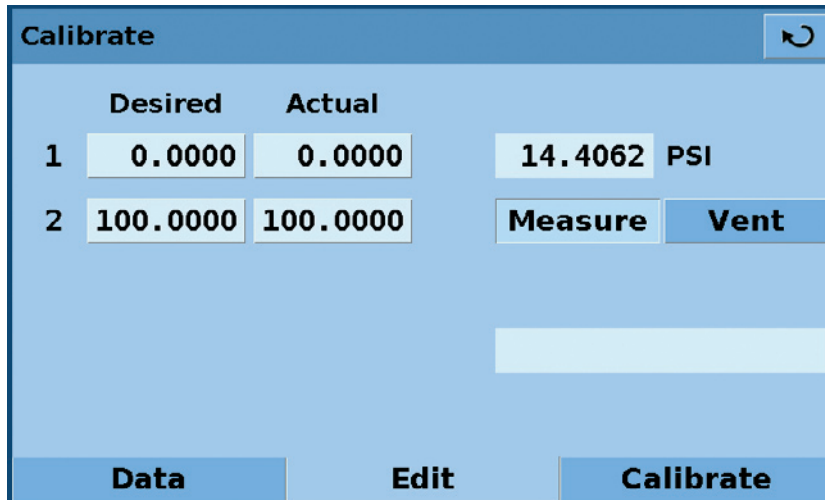 Calibrate
Desired Actual
1 0.0000 0.0000 14.4062 PSI
2 100.0000 100.0000 Measure Vent
Data Edit Calibrate